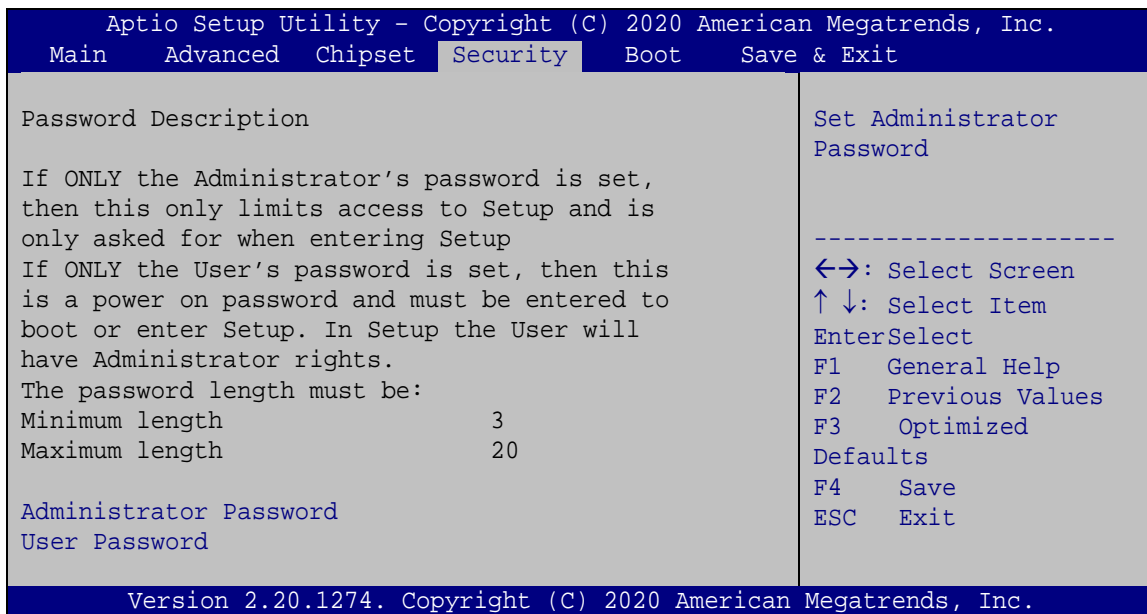 Aptio Setup Utility – Copyright (C) 2020 American Megatrends, Inc.
Main Advanced Chipset Security Boot Save & Exit
Password Description
If ONLY the Administrator’s password is set,
then this only limits access to Setup and is
only asked for when entering Setup
If ONLY the User’s password is set, then this
is a power on password and must be entered to
boot or enter Setup. In Setup the User will
have Administrator rights.
The password length must be:
Minimum length 3
Maximum length 20
Administrator Password
User Password
Set Administrator
Password
---------------------
←→: Select Screen
↑ ↓: Select Item
EnterSelect
F1 General Help
F2 Previous Values
F3 Optimized
Defaults
F4 Save
ESC Exit
Version 2.20.1274. Copyright (C) 2020 American Megatrends, Inc.